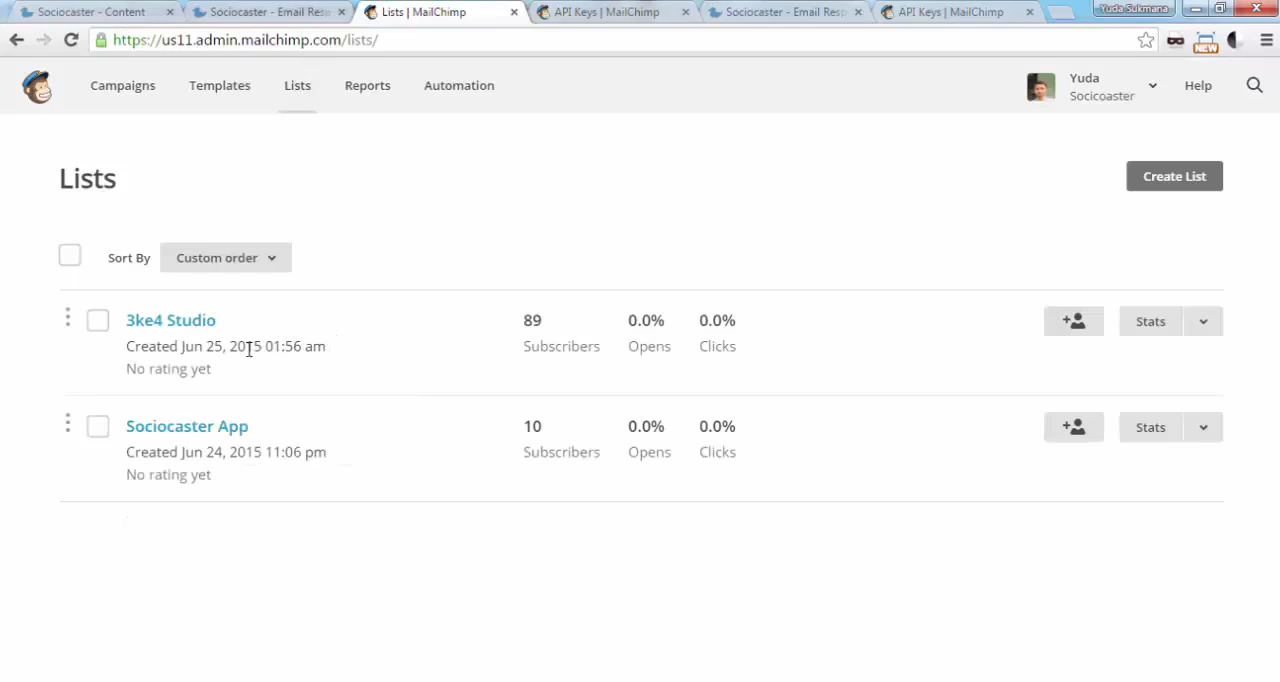 Sociocaster - Content
Sociocaster - Email Resp
Lists | MailChimp
API Keys | MailChimp
Sociocaster - Email Resp
API Keys | MailChimp
Yuda Sukmana
https://us11.admin.mailchimp.com/lists/
NEW
Campaigns
Templates
Lists
Reports
Automation
Yuda
Socicoaster
Help
Lists
Create List
Sort By
Custom order
3ke4 Studio
89
0.0%
0.0%
Stats
Created Jun 25, 2015 01:56 am
Subscribers
Opens
Clicks
No rating yet
Sociocaster App
10
0.0%
0.0%
Stats
Created Jun 24, 2015 11:06 pm
Subscribers
Opens
Clicks
No rating yet